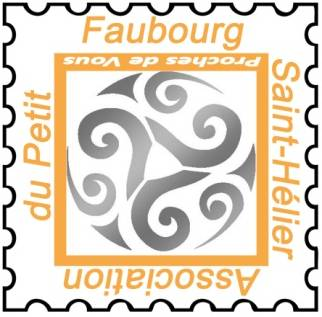 Association
du Petit
Faubourg
Saint-Hélier
Proches de Vous